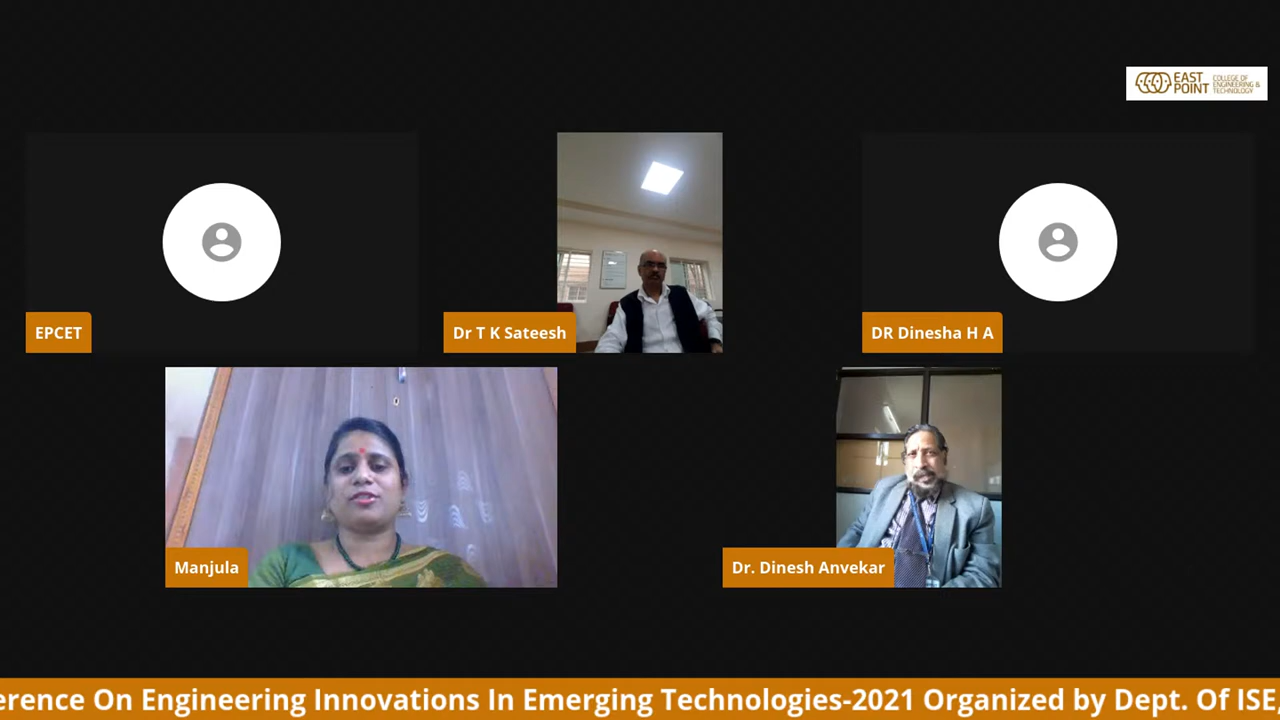 EAST
POINT
COLLEGE OF
ENGINEERING &
TECHNOLOGY
EPCET
Dr T K Sateesh
DR Dinesha H A
Manjula
Dr. Dinesh Anvekar
erence On Engineering Innovations In Emerging Technologies-2021 Organized by Dept. Of ISE,